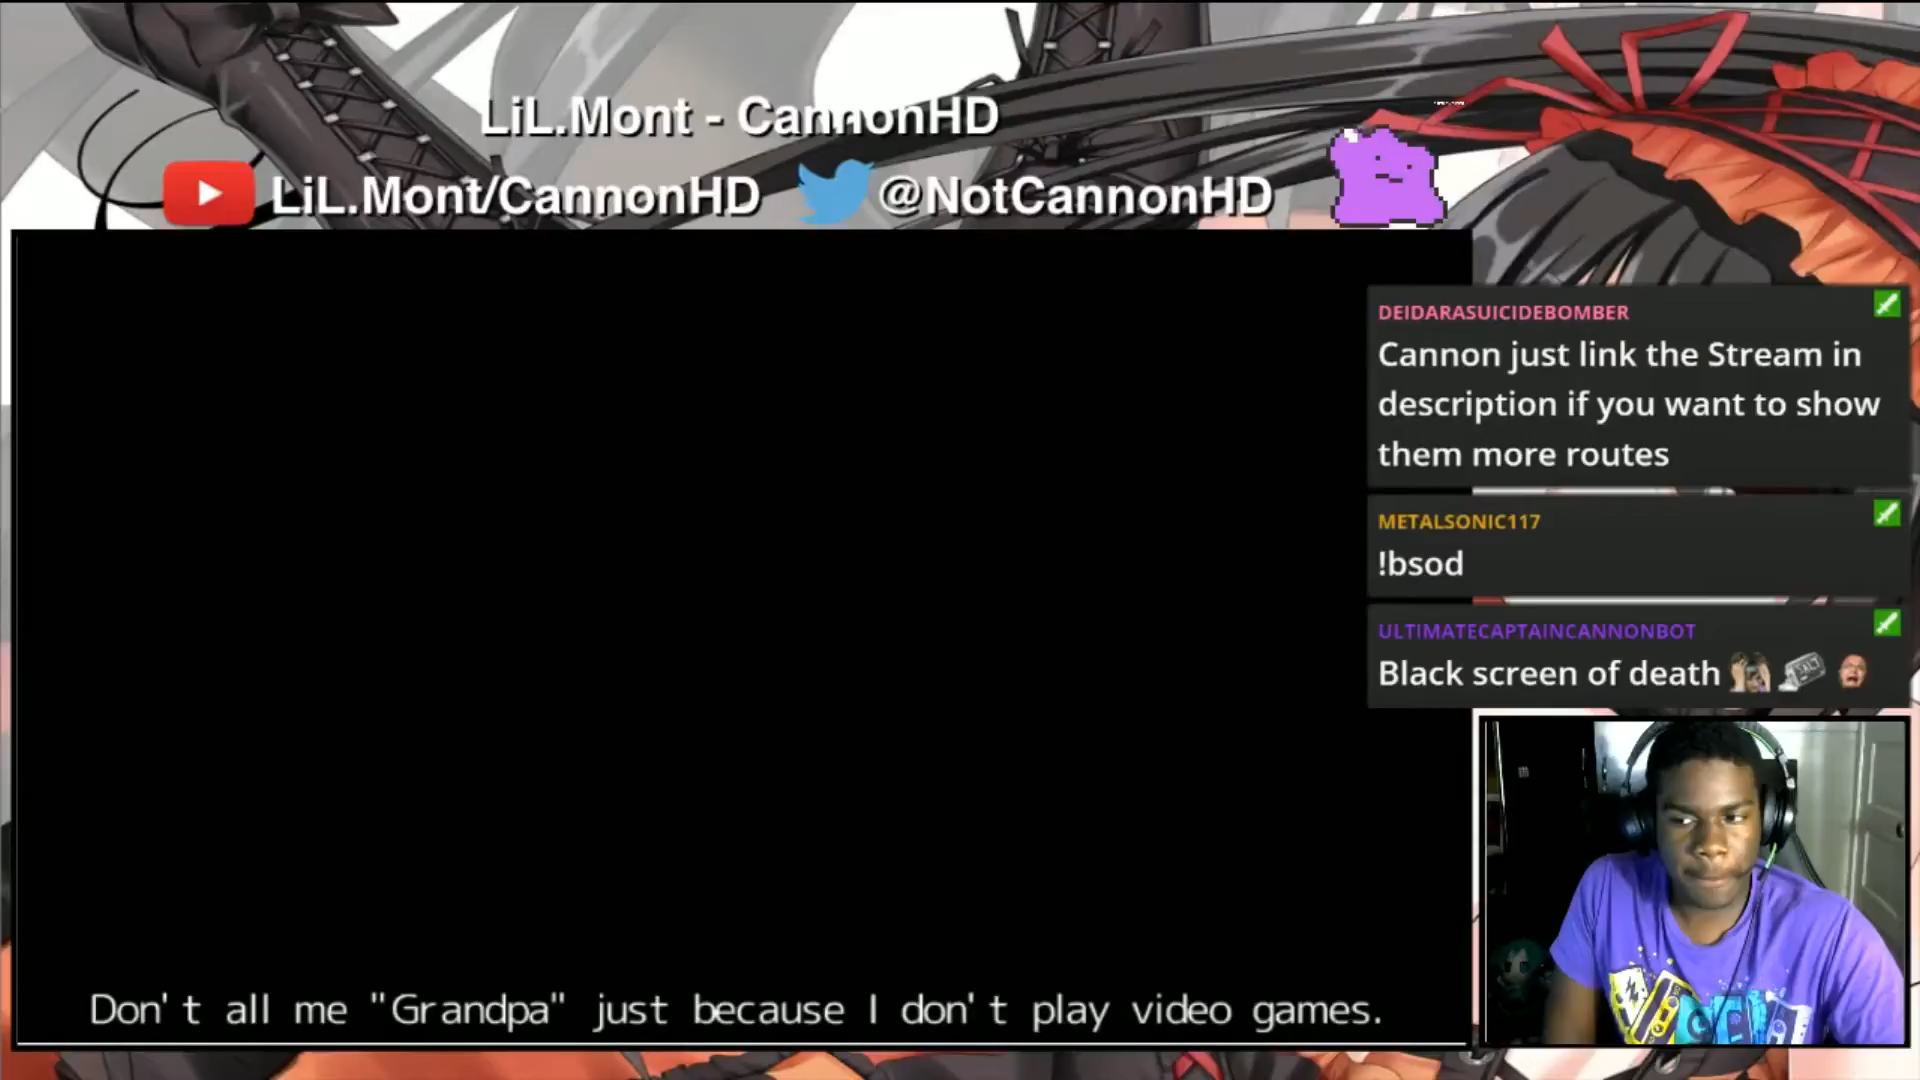 LiL.Mont - CannonHD
LiL.Mont/CannonHD @NotCannonHD
DEIDARASUICIDEBOMBER
Cannon just link the Stream in
description if you want to show
them more routes
METALSONIC117
!bsod
ULTIMATECAPTAINCANNONBOT
Black screen of death
SALT
Don't all me "Grandpa" just because I don't play video games.